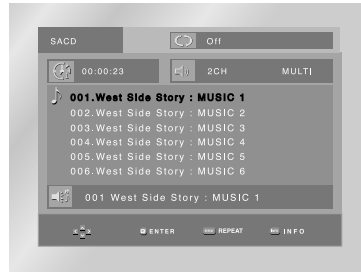 SACD Off
00:00:23 2CH MULTI
001.West Side Story : MUSIC 1
002.West Side Story : MUSIC 2
003.West Side Story : MUSIC 3
004.West Side Story : MUSIC 4
005.West Side Story : MUSIC 5
006.West Side Story : MUSIC 6
001 West Side Story : MUSIC 1
ENTER REPEAT INFO